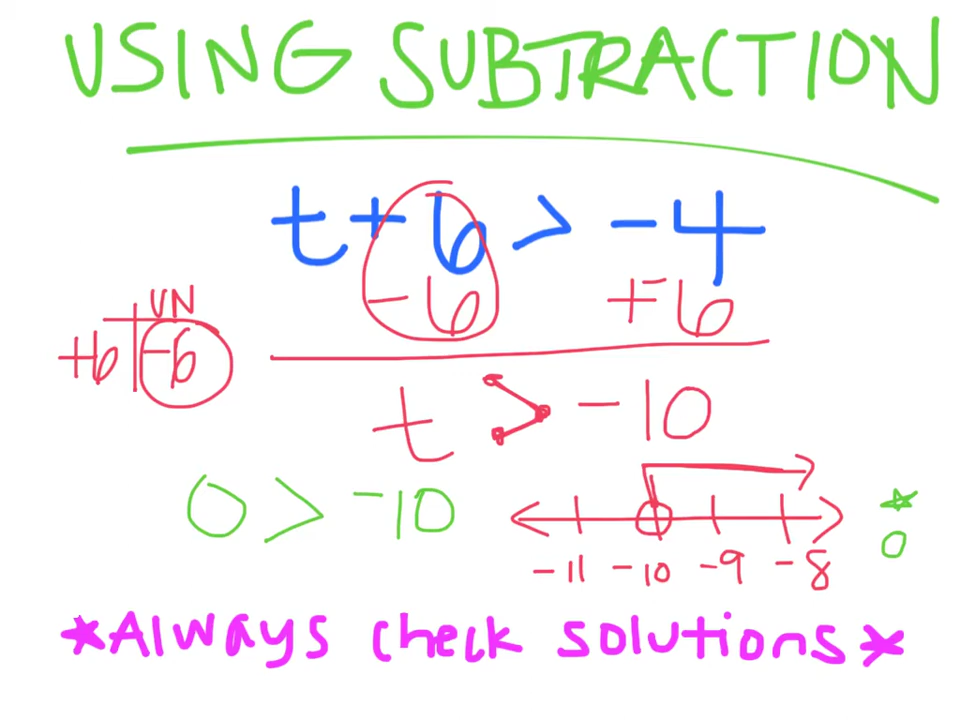 USING SUBTRACTION
t+6 > -4
-6 +-6
UN
+6 -6
t > -10
0 > -10
-11 -10 -9 -8
0
*Always check solutions*